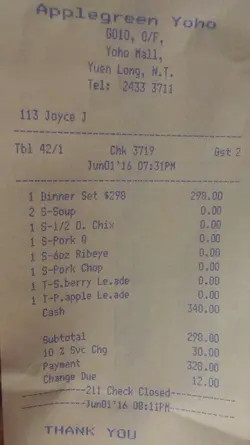 Applegreen Yoho
G010, G/F,
Yoho Mall,
Yuen Long, N.T.
Tel: 2433 3711
113 Joyce J
Tbl 42/1 Chk 3719 Gst 2
Jun01'16 07:31PM
1 Dinner Set $298 298.00
2 S-Soup 0.00
1 S-1/2 O. Chix 0.00
1 S-Pork 0.00
1 S-6oz Ribeye 0.00
1 S-Pork Chop 0.00
1 T-S.berry Le.ade 0.00
1 T-P.apple Le.ade 0.00
Cash 340.00
Subtotal 298.00
10 % Svc Chg 30.00
Payment 328.00
Change Due 12.00
211 Check Closed
Jun01'16 08:11PM
THANK YOU